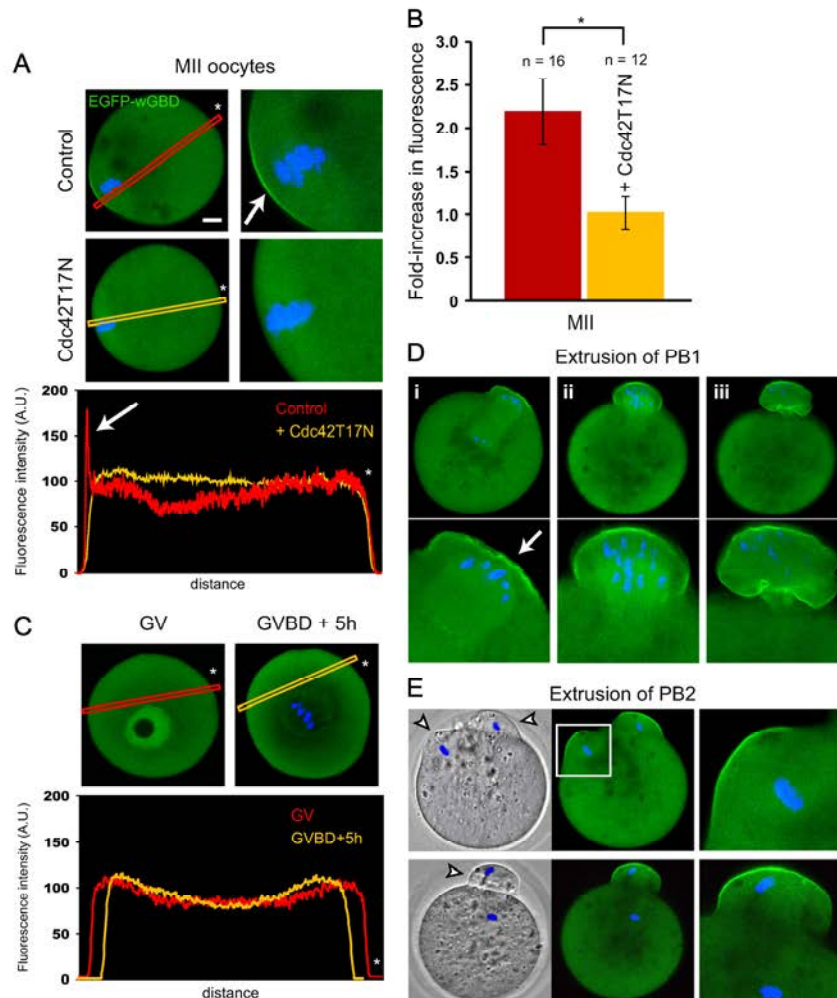 A
MII oocytes
EGFP-wGBD
*
Control
*
Cdc42T17N
200
150
100
50
0
Fluorescence intensity (A.U.)
Control
+ Cdc42T17N
*
distance
B
*
3.0
2.5
2.0
1.5
1.0
0.5
0
Fold-increase in fluorescence
n = 16
n = 12
+ Cdc42T17N
MII
C
GV
GVBD + 5h
*
*
200
150
100
50
0
Fluorescence intensity (A.U.)
GV
GVBD+5h
*
distance
D
Extrusion of PB1
i
ii
iii
E
Extrusion of PB2